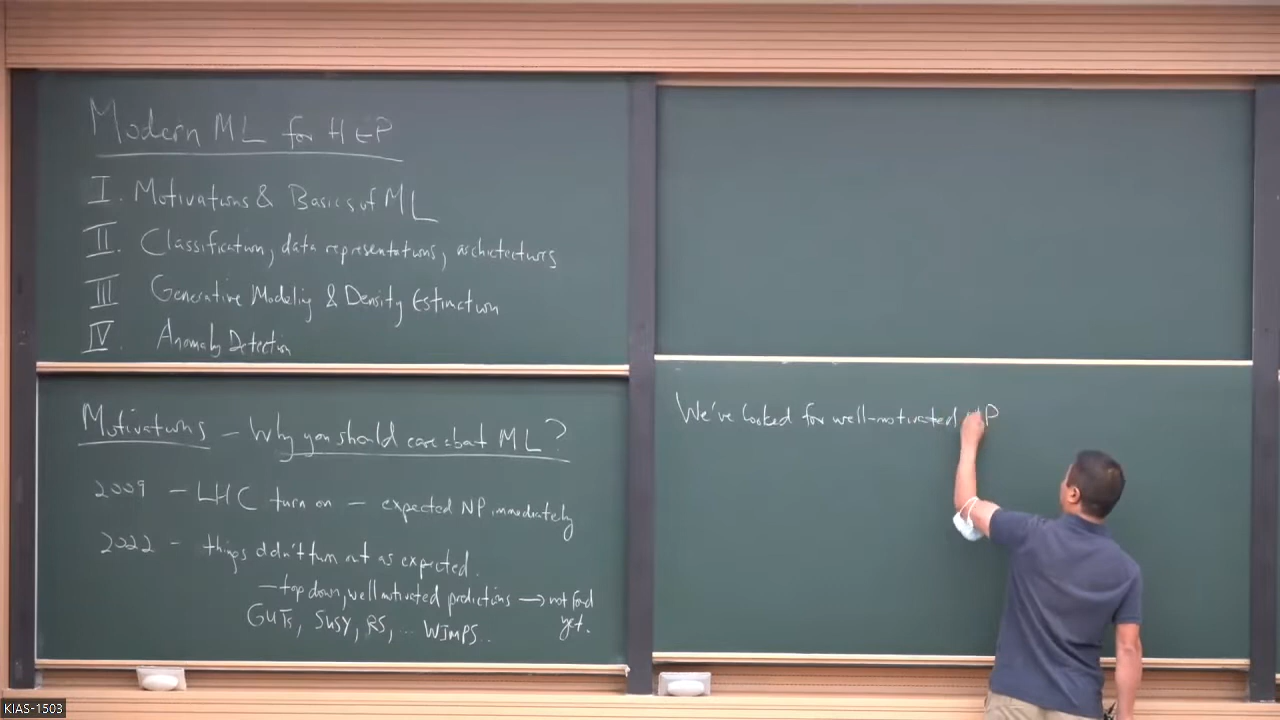 Modern ML for HEP
I. Motivations & Basics of ML
II. Classification, data representations, architectures
III Generative Modeling & Density Estimation
IV. Anomaly Detection
Motivations – Why you should care about ML?
2009 – LHC turn on – expected NP immediately
2022 – things didn't turn out as expected.
– top down, well motivated predictions → not found yet.
GUTs, SUSY, RS, ... WIMPS..
We've looked for well-motivated
KIAS-1503